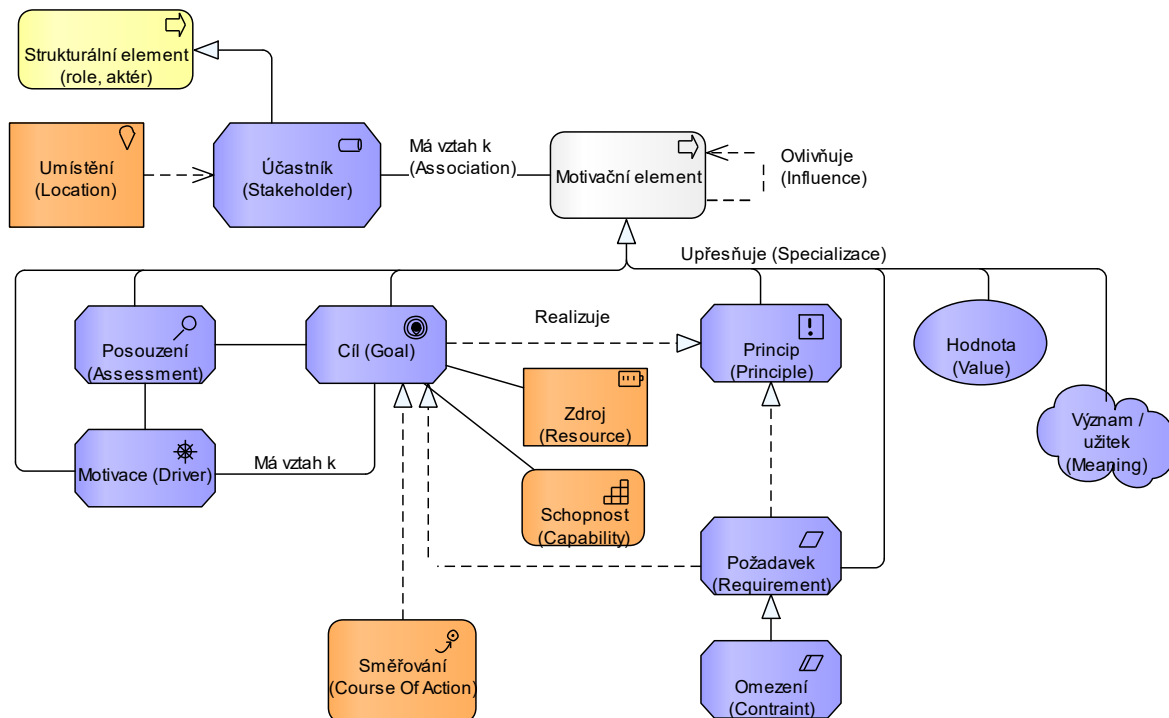 Strukturální element
(role, aktér)
Umístění
(Location)
Účastník
(Stakeholder)
Má vztah k
(Association)
Motivační element
Ovlivňuje
(Influence)
Upřesňuje (Specializace)
Posouzení
(Assessment)
Cíl (Goal)
Realizuje
Princip
(Principle)
Hodnota
(Value)
Zdroj
(Resource)
Význam /
užitek
(Meaning)
Motivace (Driver)
Má vztah k
Schopnost
(Capability)
Požadavek
(Requirement)
Směřování
(Course Of Action)
Omezení
(Contraint)